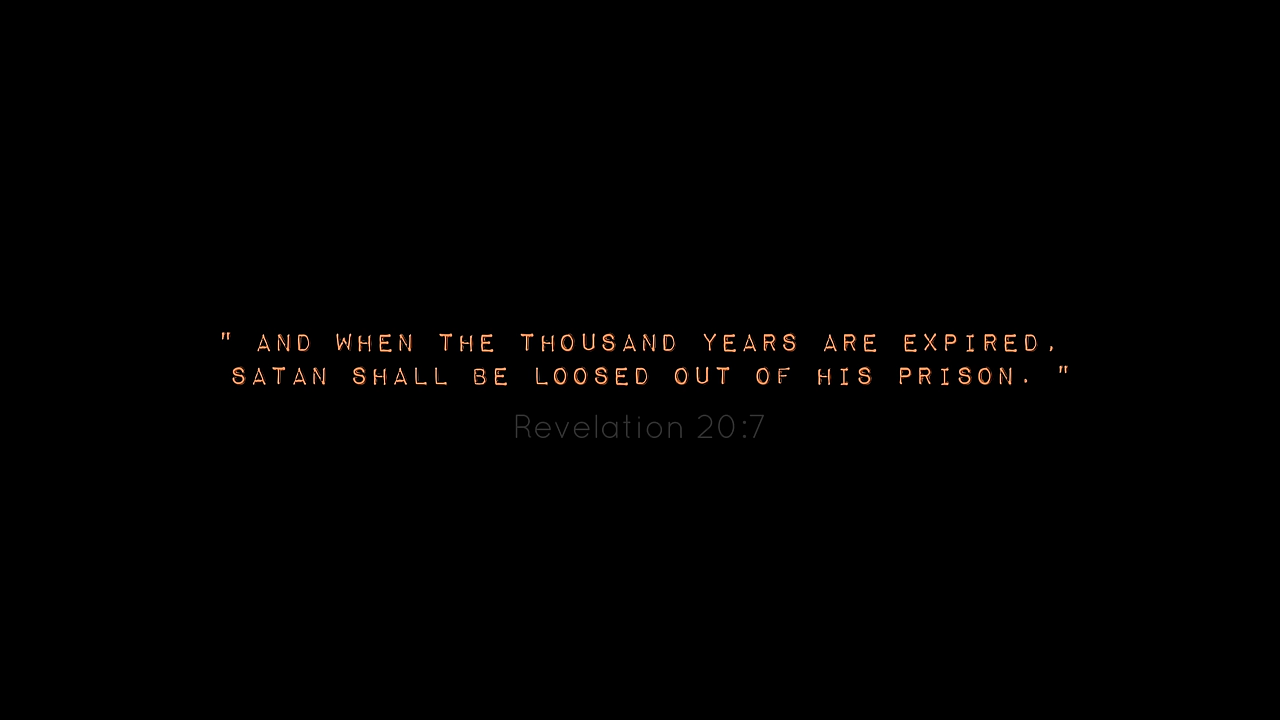 " AND WHEN THE THOUSAND YEARS ARE EXPIRED,
SATAN SHALL BE LOOSED OUT OF HIS PRISON. "
Revelation 20:7